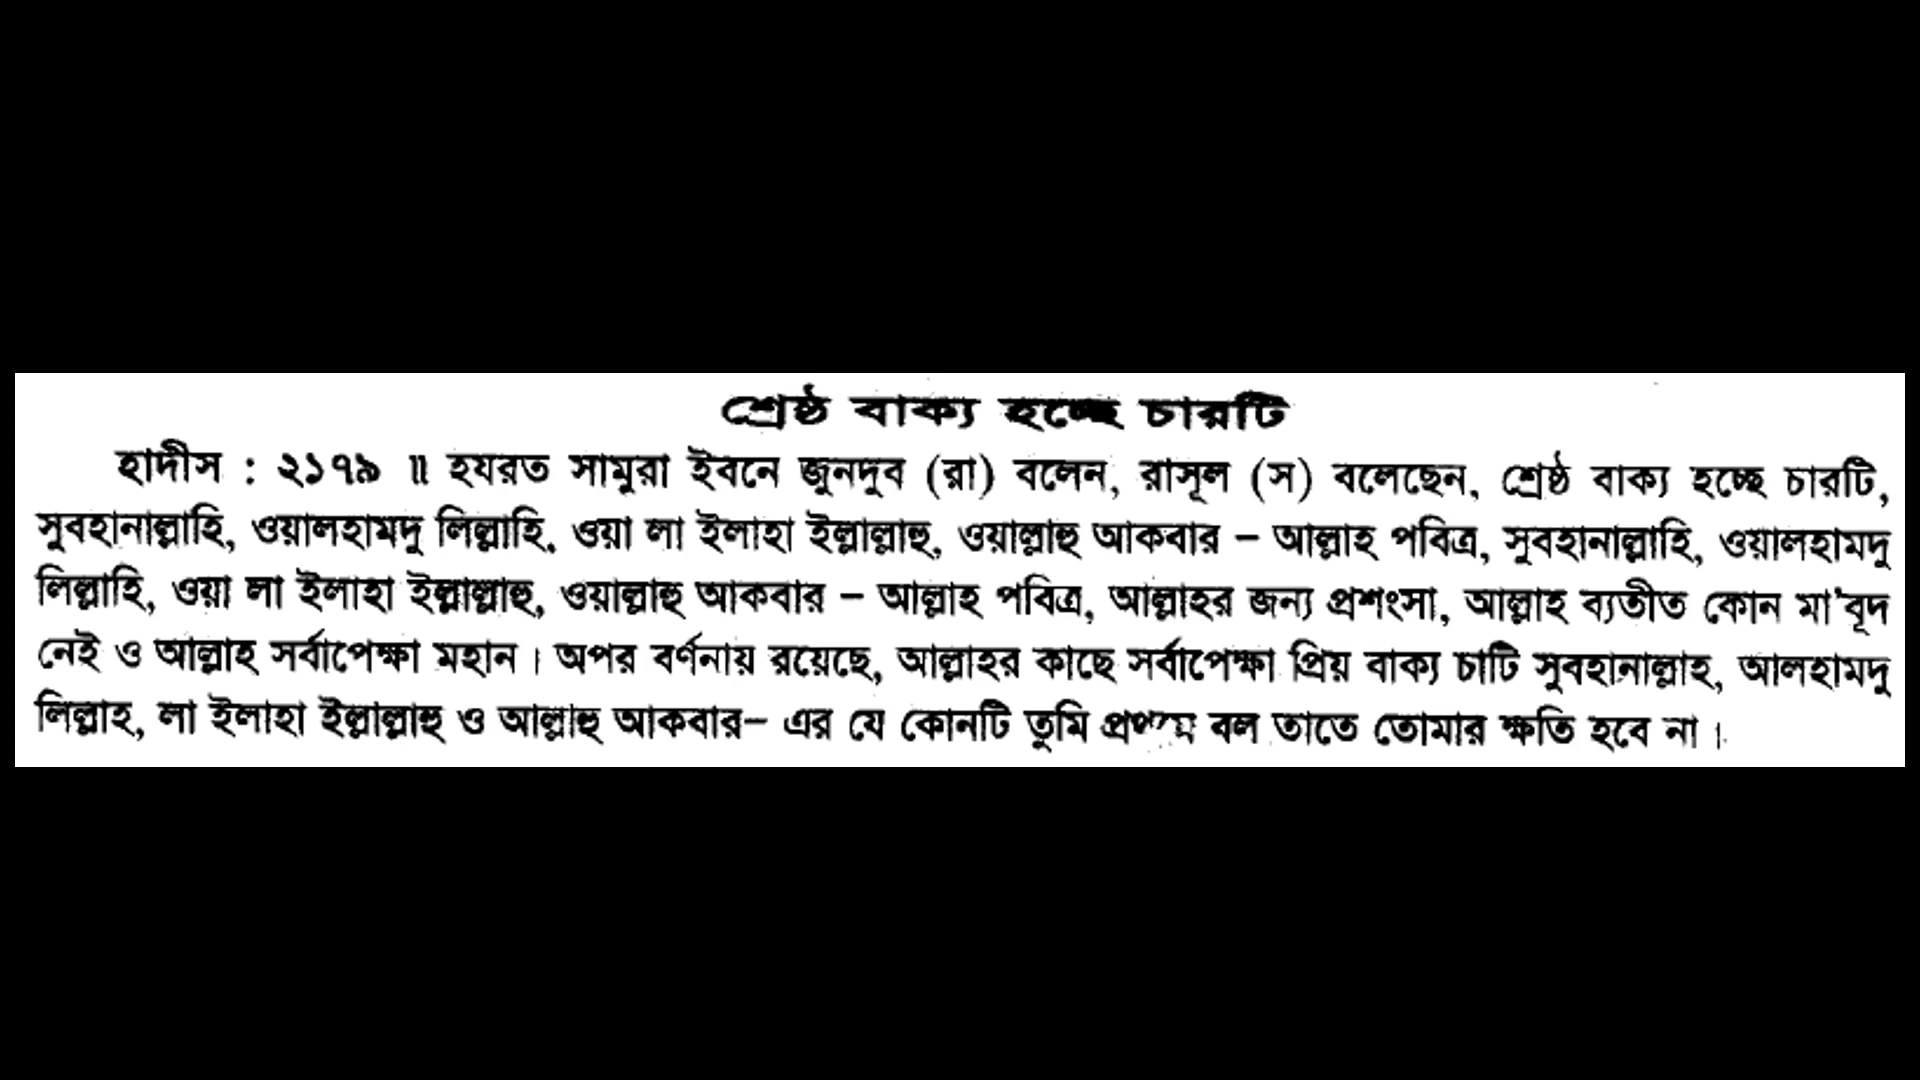 শ্রেষ্ঠ বাক্য হচ্ছে চারটি
হাদীস : ২১৭৯ ॥ হযরত সামুরা ইবনে জুনদুব (রা) বলেন, রাসূল (স) বলেছেন, শ্রেষ্ঠ বাক্য হচ্ছে চারটি,
সুবহানাল্লাহি, ওয়ালহামদু লিল্লাহি, ওয়া লা ইলাহা ইল্লাল্লাহু, ওয়াল্লাহু আকবার – আল্লাহ পবিত্র, সুবহানাল্লাহি, ওয়ালহামদু
লিল্লাহি, ওয়া লা ইলাহা ইল্লাল্লাহু, ওয়াল্লাহু আকবার – আল্লাহ পবিত্র, আল্লাহর জন্য প্রশংসা, আল্লাহ ব্যতীত কোন মা'বূদ
নেই ও আল্লাহ সর্বাপেক্ষা মহান। অপর বর্ণনায় রয়েছে, আল্লাহর কাছে সর্বাপেক্ষা প্রিয় বাক্য চাটি সুবহানাল্লাহ, আলহামদু
লিল্লাহ, লা ইলাহা ইল্লাল্লাহু ও আল্লাহু আকবার– এর যে কোনটি তুমি প্রথম বল তাতে তোমার ক্ষতি হবে না।